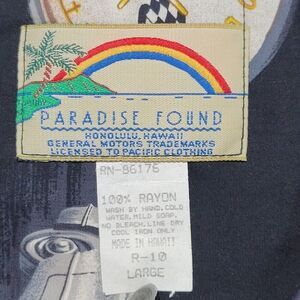 PARADISE FOUND
HONOLULU, HAWAII
GENERAL MOTORS TRADEMARKS
LICENSED TO PACIFIC CLOTHING
RN-86176
100% RAYON
WASH BY HAND, COLD
WATER, MILD SOAP.
NO BLEACH. LINE DRY
COOL IRON ONLY
MADE IN HAWAII
R-10
LARGE